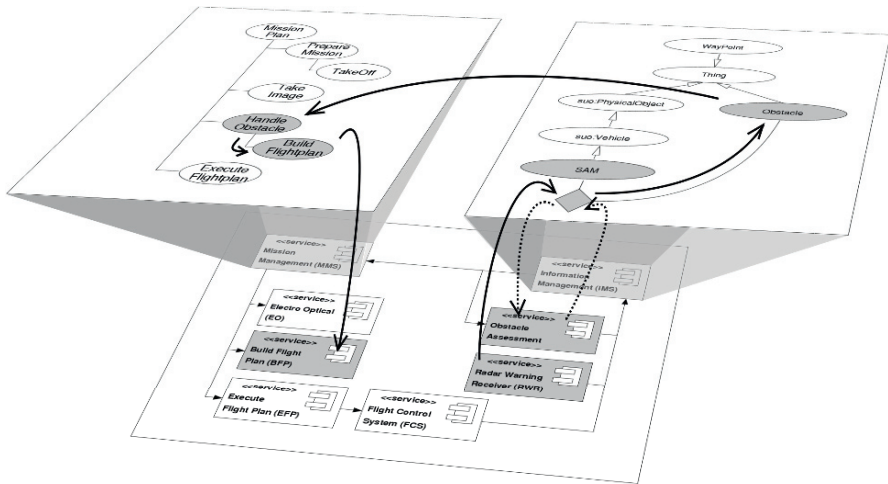 Mission
Plan
Prepare
Mission
TakeOff
Take
Image
Handle
Obstacle
Build
Flightplan
Execute
Flightplan
WayPoint
Thing
suo:PhysicalObject
Obstacle
suo:Vehicle
SAM
<<service>>
Mission
Management (MMS)
<<service>>
Information
Management (IMS)
<<service>>
Electro Optical
(EO)
<<service>>
Obstacle
Assessment
<<service>>
Build Flight
Plan (BFP)
<<service>>
Radar Warning
Receiver (RWR)
<<service>>
Execute
Flight Plan (EFP)
<<service>>
Flight Control
System (FCS)